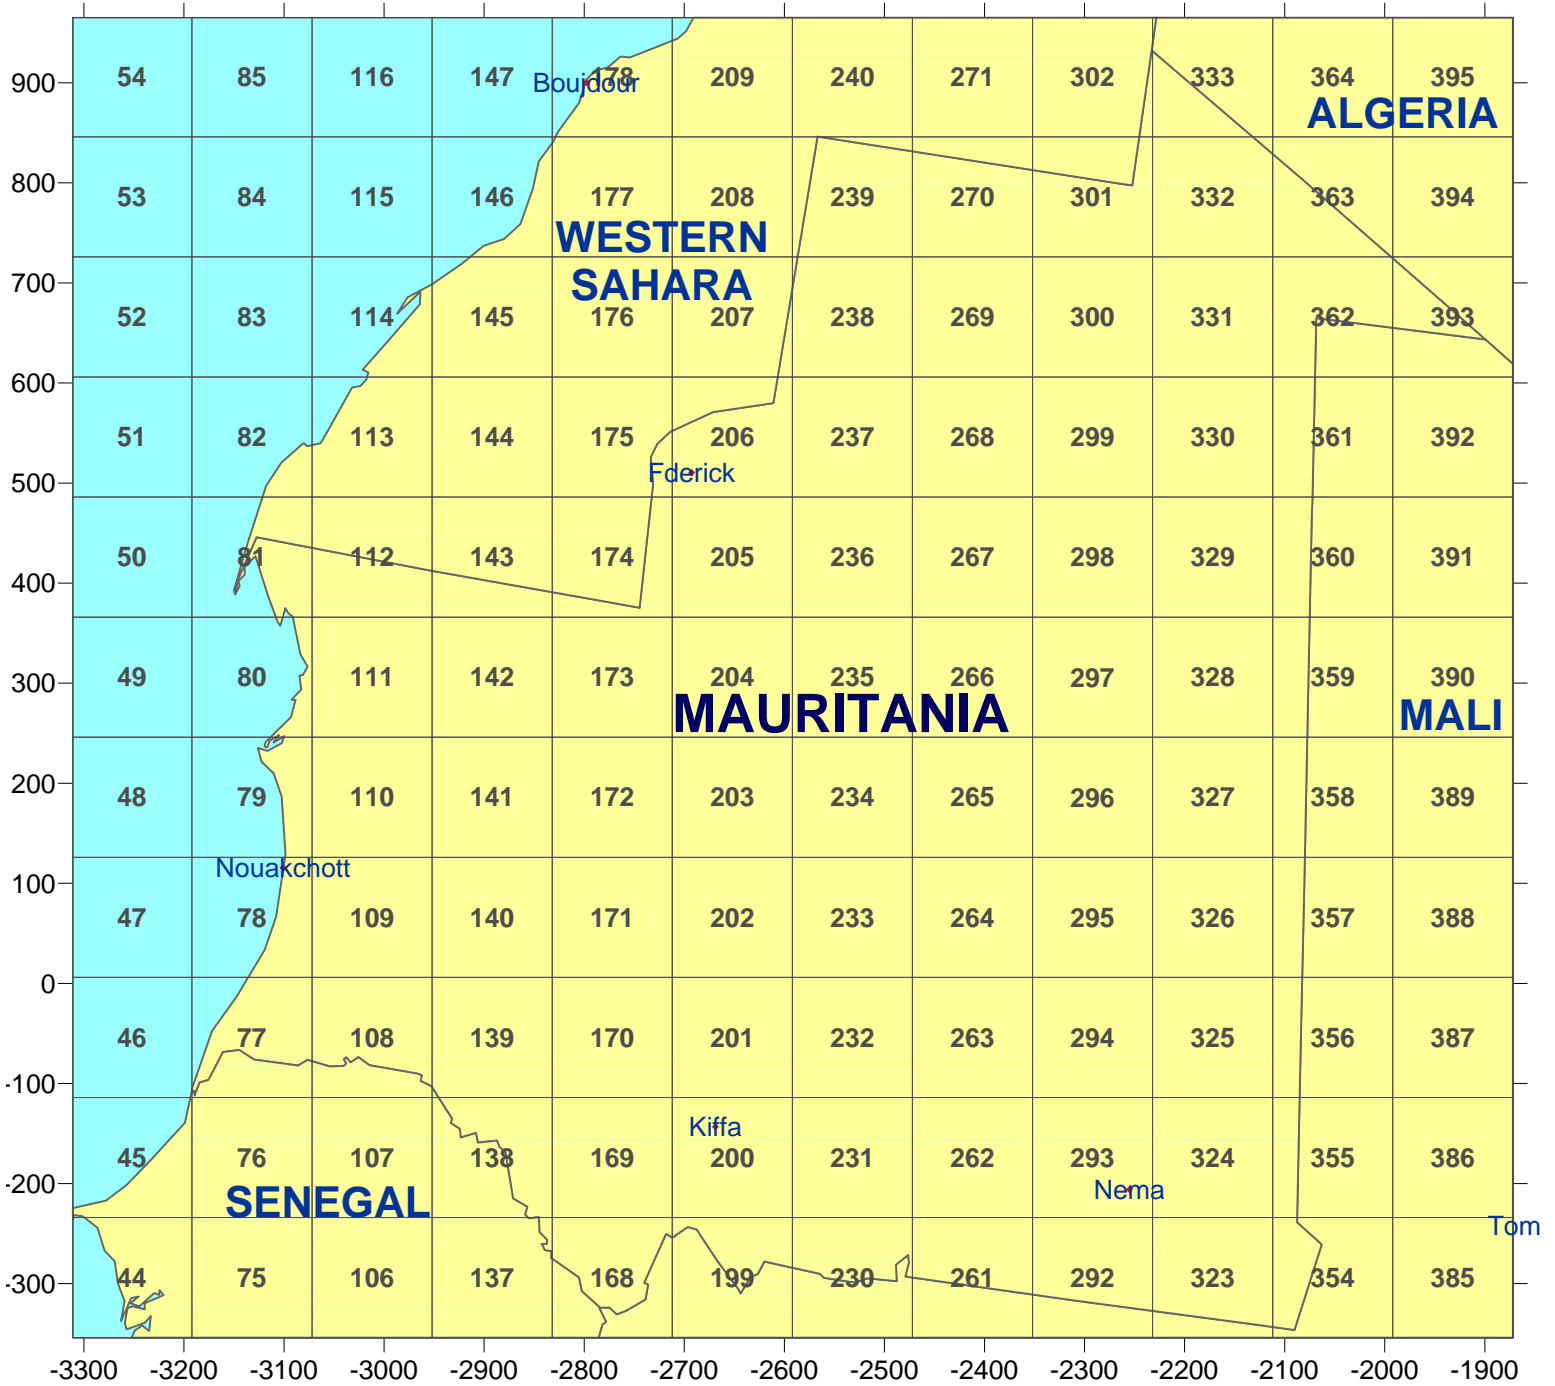 54 85 116 147 178 209 240 271 302 333 364 395
900 Boujdour
ALGERIA
800 53 84 115 146 177 208 239 270 301 332 363 394
WESTERN
SAHARA
700
52 83 114 145 176 207 238 269 300 331 362 393
600
51 82 113 144 175 206 237 268 299 330 361 392
500 Fderick
50 81 112 143 174 205 236 267 298 329 360 391
400
300 49 80 111 142 173 204 235 266 297 328 359 390
MAURITANIA MALI
200
48 79 110 141 172 203 234 265 296 327 358 389
Nouakchott
100
47 78 109 140 171 202 233 264 295 326 357 388
0
46 77 108 139 170 201 232 263 294 325 356 387
-100
Kiffa
45 76 107 138 169 200 231 262 293 324 355 386
-200 Nema
SENEGAL
Tom
-300 44 75 106 137 168 199 230 261 292 323 354 385
-3300 -3200 -3100 -3000 -2900 -2800 -2700 -2600 -2500 -2400 -2300 -2200 -2100 -2000 -1900